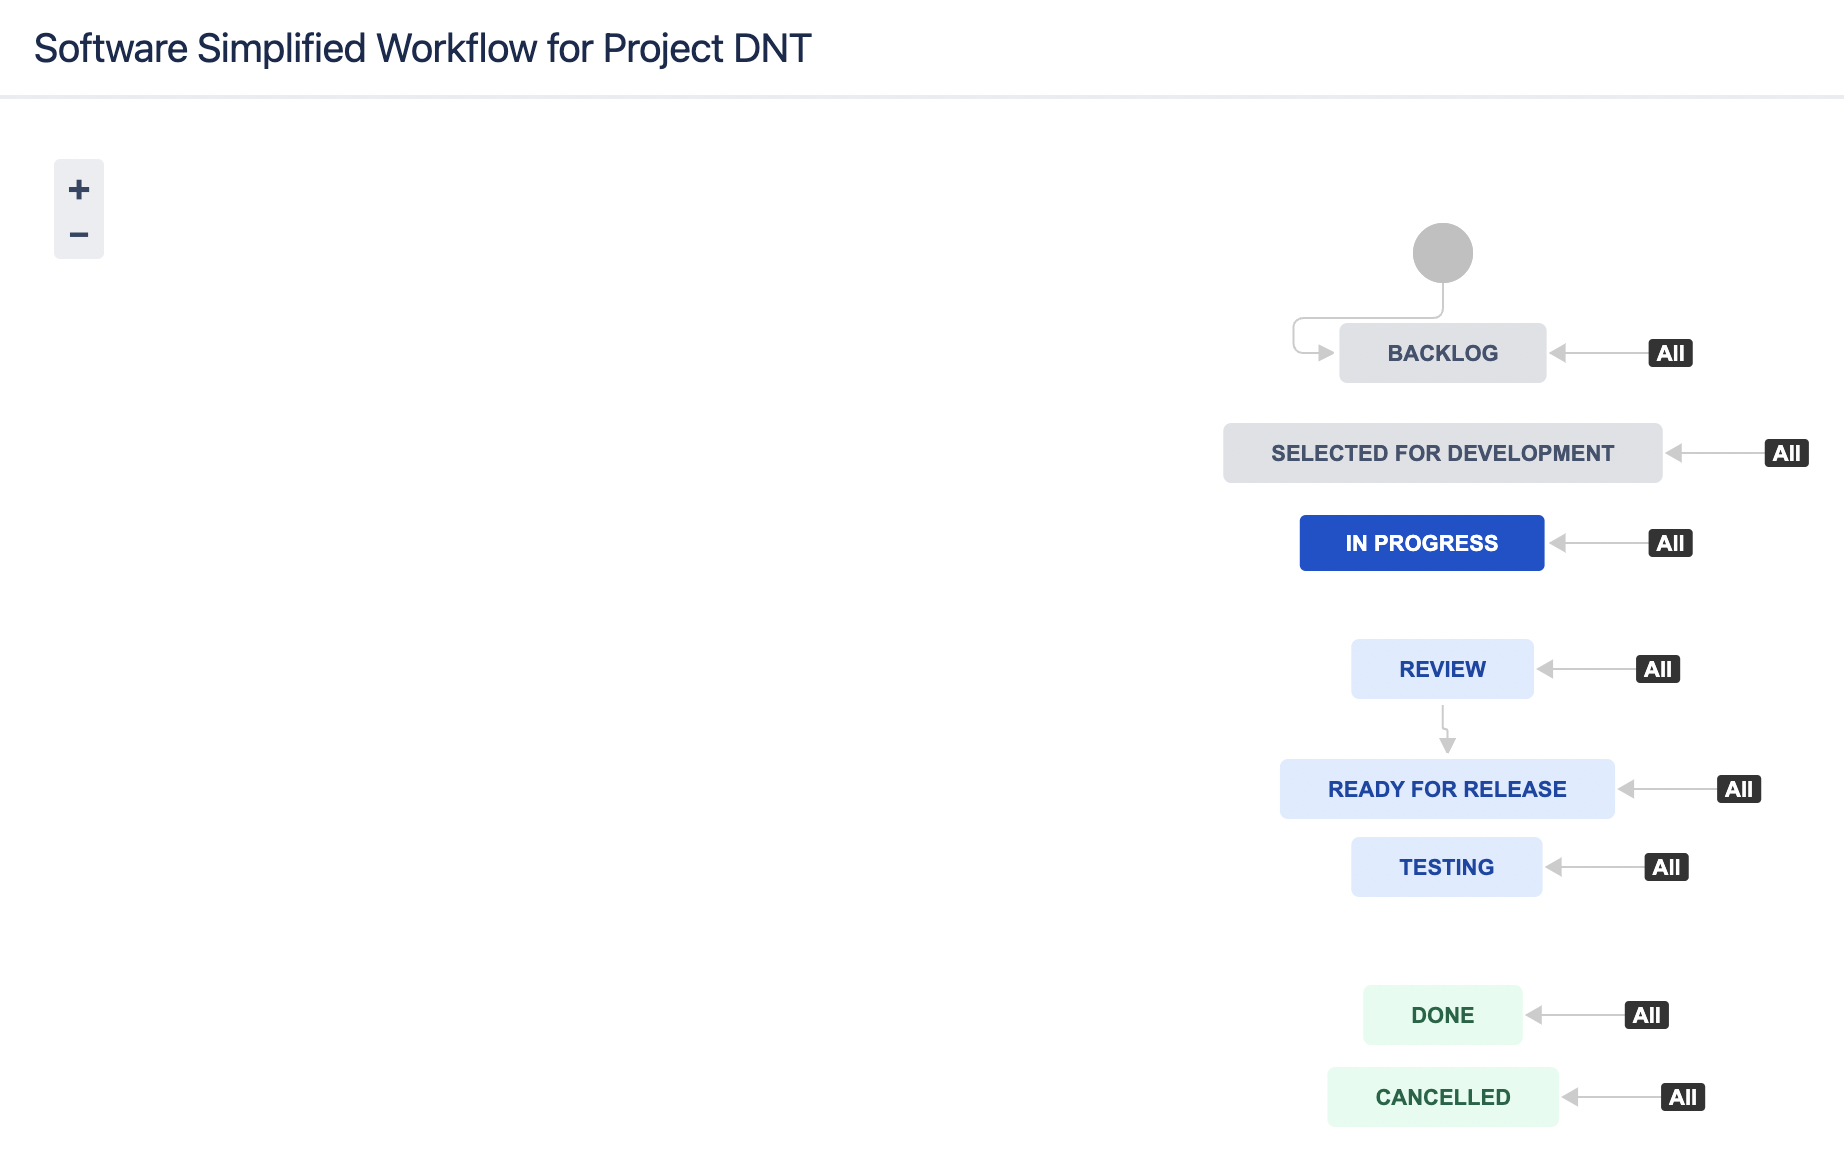 Software Simplified Workflow for Project DNT
+
−
BACKLOG All
SELECTED FOR DEVELOPMENT All
IN PROGRESS All
REVIEW All
READY FOR RELEASE All
TESTING All
DONE All
CANCELLED All